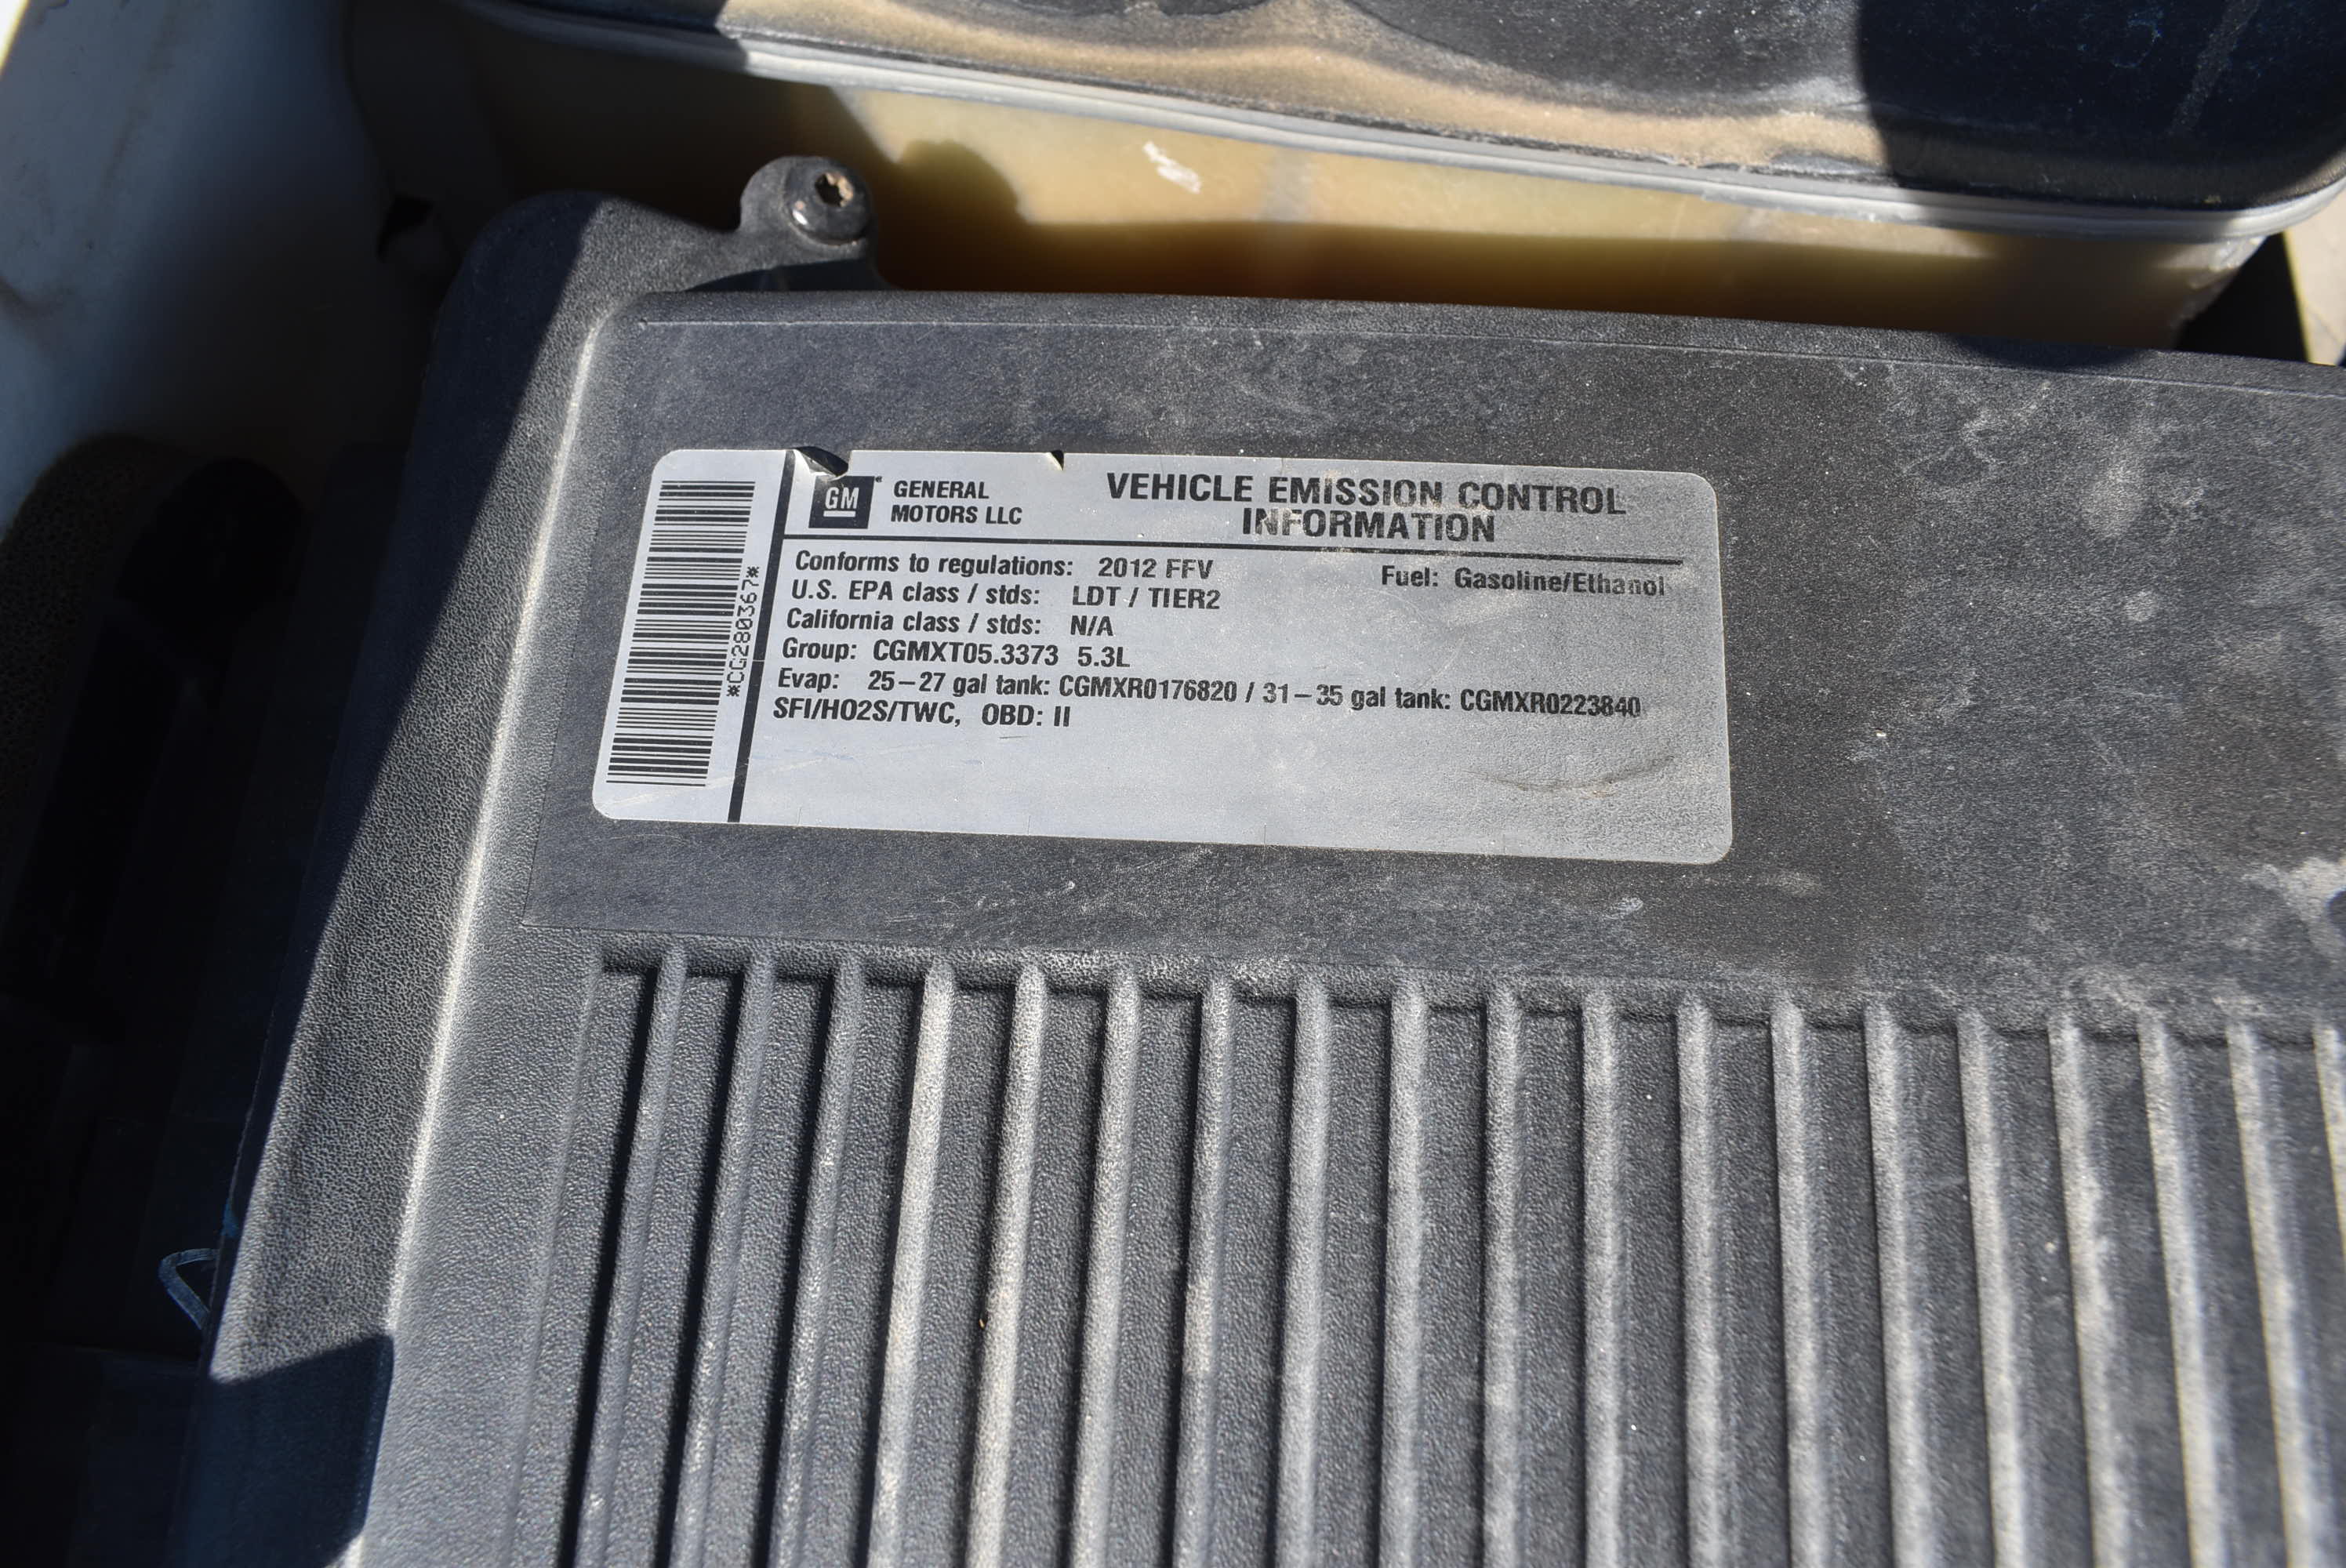 *CG280367*
GM GENERAL
MOTORS LLC
VEHICLE EMISSION CONTROL
INFORMATION
Conforms to regulations: 2012 FFV
Fuel: Gasoline/Ethanol
U.S. EPA class / stds: LDT / TIER2
California class / stds: N/A
Group: CGMXT05.3373 5.3L
Evap: 25–27 gal tank: CGMXR0176820 / 31–35 gal tank: CGMXR0223840
SFI/HO2S/TWC, OBD: II